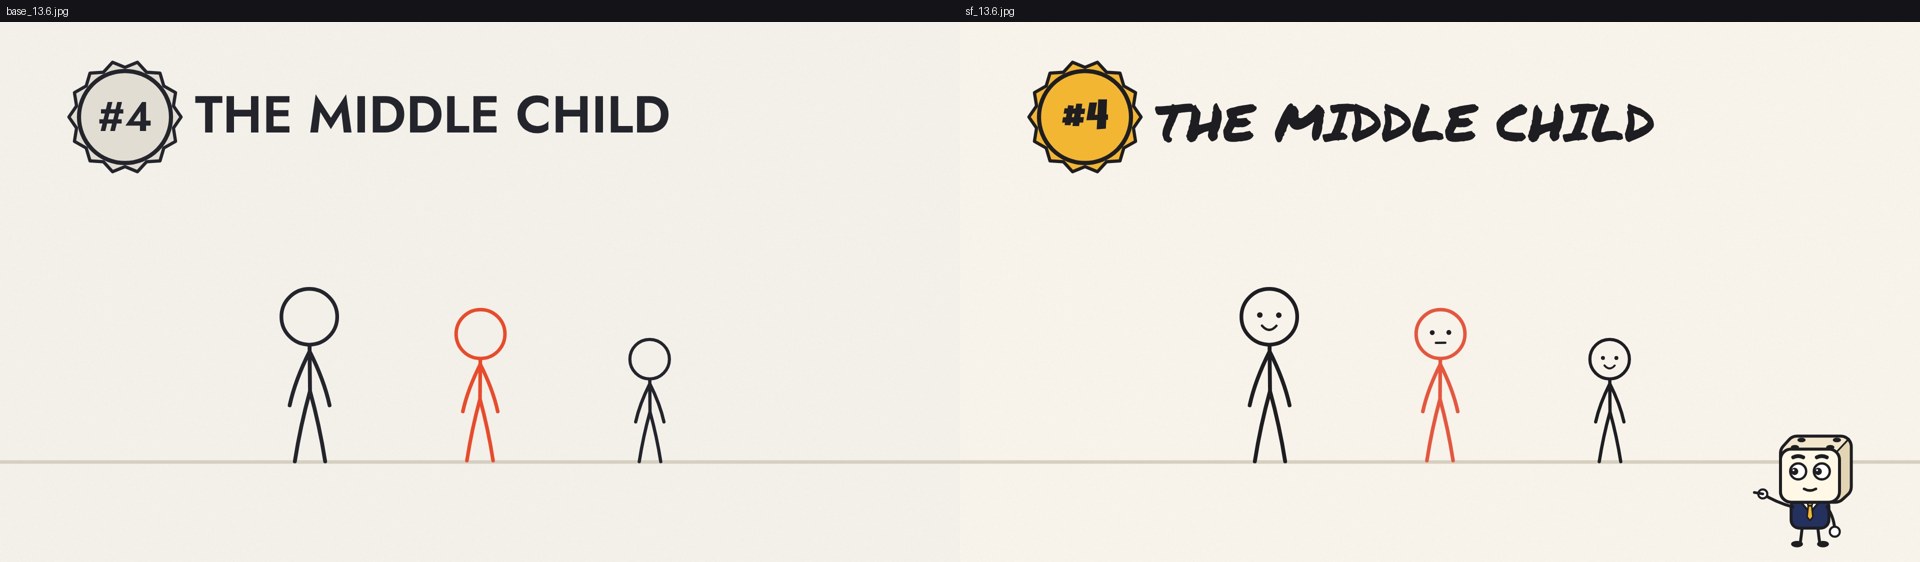 base_13.6.jpg
sf_13.6.jpg
#4 THE MIDDLE CHILD
#4 THE MIDDLE CHILD